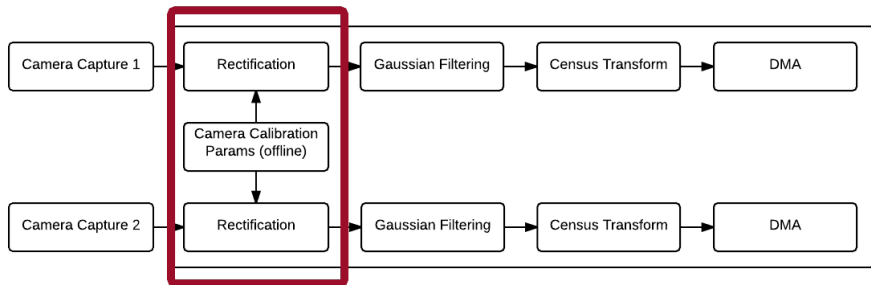 Camera Capture 1
Rectification
Gaussian Filtering
Census Transform
DMA
Camera Calibration
Params (offline)
Camera Capture 2
Rectification
Gaussian Filtering
Census Transform
DMA